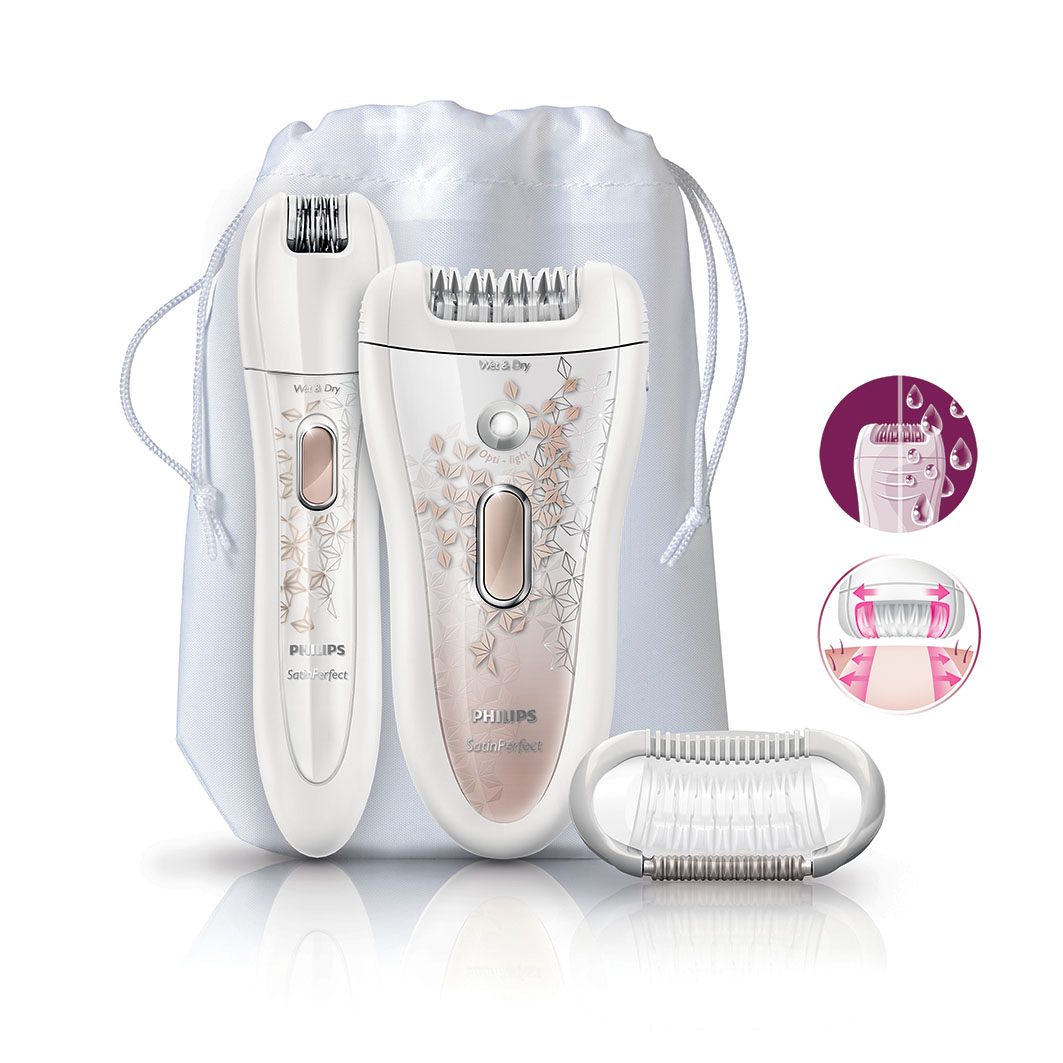 Wet & Dry
PHILIPS
SatinPerfect
Wet & Dry
Opti - light
PHILIPS
SatinPerfect